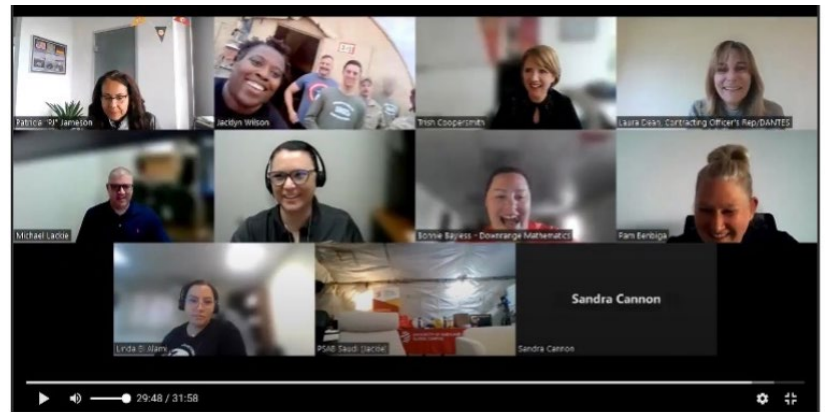 Patricia "PJ" Jameson
Jacklyn Wilson
Trish Coopersmith
Laura Dean, Contracting Officer's Rep/DANTES
Michael Lackie
Bonnie Bayless - Downrange Mathematics
Pam Benbiga
Linda El Alami
PSAB Saudi
Sandra Cannon
Sandra Cannon
29:48 / 31:58